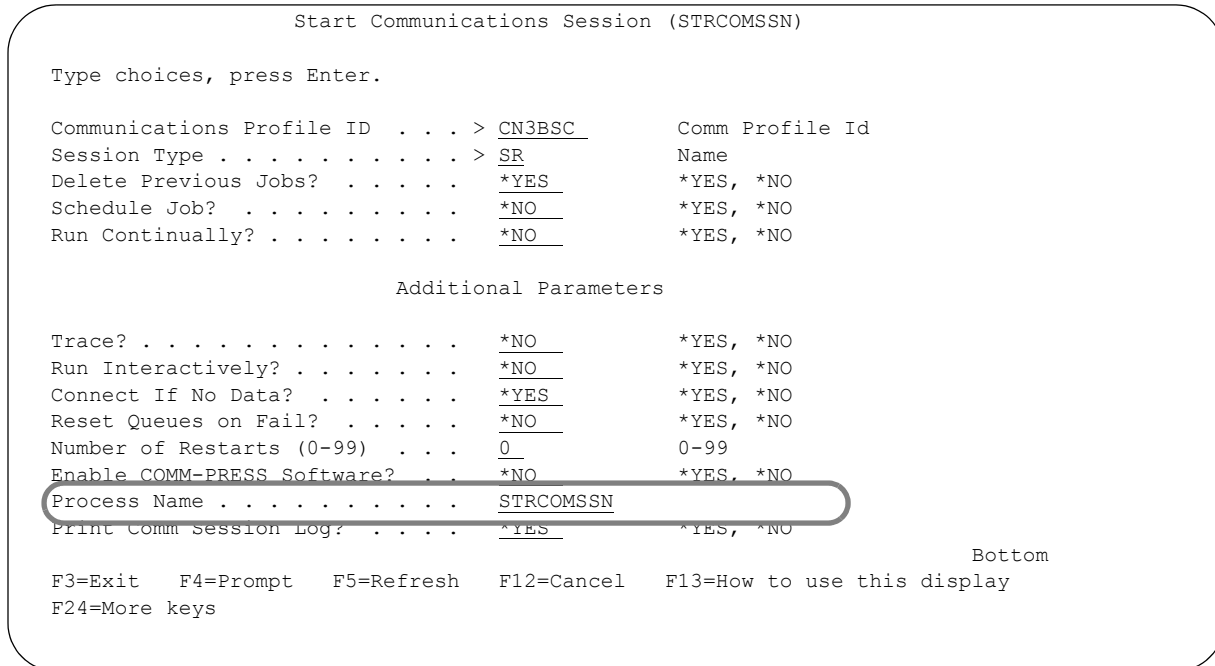 Start Communications Session (STRCOMSSN)
Type choices, press Enter.
Communications Profile ID . . . > CN3BSC Comm Profile Id
Session Type . . . . . . . . . . > SR Name
Delete Previous Jobs? . . . . . *YES *YES, *NO
Schedule Job? . . . . . . . . . *NO *YES, *NO
Run Continually? . . . . . . . . *NO *YES, *NO
Additional Parameters
Trace? . . . . . . . . . . . . . *NO *YES, *NO
Run Interactively? . . . . . . . *NO *YES, *NO
Connect If No Data? . . . . . . *YES *YES, *NO
Reset Queues on Fail? . . . . . *NO *YES, *NO
Number of Restarts (0-99) . . . 0 0-99
Enable COMM-PRESS Software? . . *NO *YES, *NO
Process Name . . . . . . . . . . STRCOMSSN
Print Comm Session Log? . . . . *YES *YES, *NO
Bottom
F3=Exit F4=Prompt F5=Refresh F12=Cancel F13=How to use this display
F24=More keys